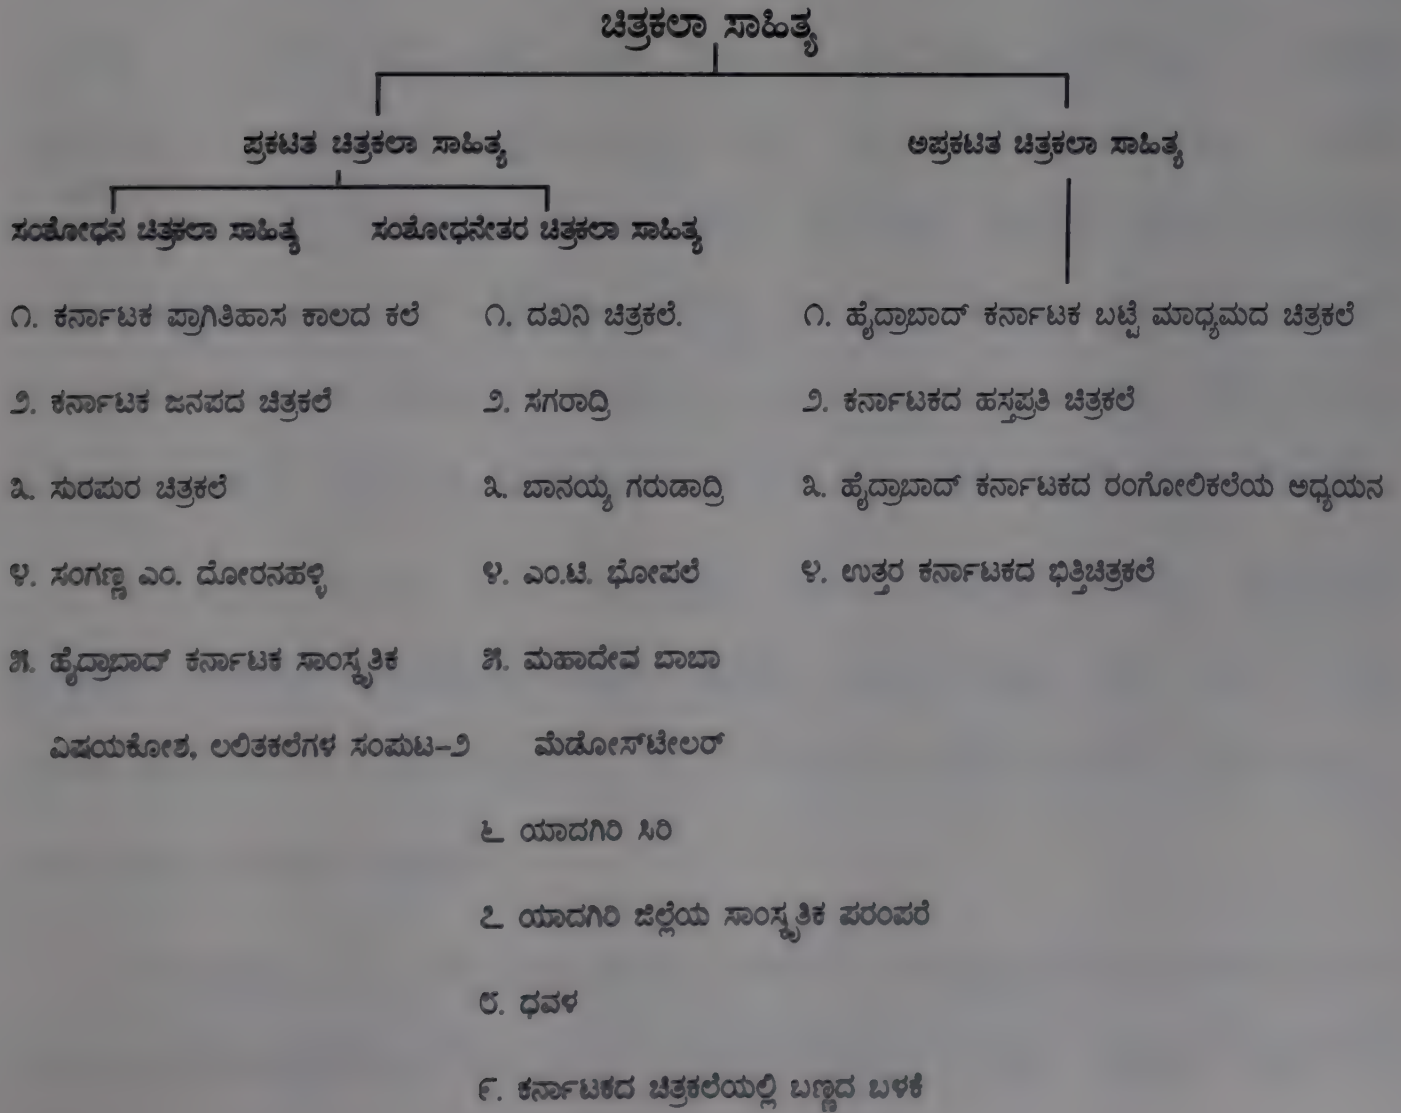 ಚಿತ್ರಕಲಾ ಸಾಹಿತ್ಯ
ಪ್ರಕಟಿತ ಚಿತ್ರಕಲಾ ಸಾಹಿತ್ಯ
ಅಪ್ರಕಟಿತ ಚಿತ್ರಕಲಾ ಸಾಹಿತ್ಯ
ಸಂಶೋಧನ ಚಿತ್ರಕಲಾ ಸಾಹಿತ್ಯ
ಸಂಶೋಧನೇತರ ಚಿತ್ರಕಲಾ ಸಾಹಿತ್ಯ
೧. ಕರ್ನಾಟಕ ಪ್ರಾಗಿತಿಹಾಸ ಕಾಲದ ಕಲೆ
೨. ಕರ್ನಾಟಕ ಜನಪದ ಚಿತ್ರಕಲೆ
೩. ಸುರಪುರ ಚಿತ್ರಕಲೆ
೪. ಸಂಗಣ್ಣ ಎಂ. ದೋರನಹಳ್ಳಿ
೫. ಹೈದ್ರಾಬಾದ್ ಕರ್ನಾಟಕ ಸಾಂಸ್ಕೃತಿಕ
ವಿಷಯಕೋಶ, ಲಲಿತಕಲೆಗಳ ಸಂಪುಟ-೨
೧. ದಖನಿ ಚಿತ್ರಕಲೆ.
೨. ಸಗರಾದ್ರಿ
೩. ಬಾನಯ್ಯ ಗರುಡಾದ್ರಿ
೪. ಎಂ.ಟಿ. ಭೋಪಲೆ
೫. ಮಹಾದೇವ ಬಾಬಾ
ಮೆಡೋಸ್‌ಟೇಲರ್
೬ ಯಾದಗಿರಿ ಸಿರಿ
೭ ಯಾದಗಿರಿ ಜಿಲ್ಲೆಯ ಸಾಂಸ್ಕೃತಿಕ ಪರಂಪರೆ
೮. ಧವಳ
೯. ಕರ್ನಾಟಕದ ಚಿತ್ರಕಲೆಯಲ್ಲಿ ಬಣ್ಣದ ಬಳಕೆ
೧. ಹೈದ್ರಾಬಾದ್ ಕರ್ನಾಟಕ ಬಟ್ಟೆ ಮಾಧ್ಯಮದ ಚಿತ್ರಕಲೆ
೨. ಕರ್ನಾಟಕದ ಹಸ್ತಪ್ರತಿ ಚಿತ್ರಕಲೆ
೩. ಹೈದ್ರಾಬಾದ್ ಕರ್ನಾಟಕದ ರಂಗೋಲಿಕಲೆಯ ಅಧ್ಯಯನ
೪. ಉತ್ತರ ಕರ್ನಾಟಕದ ಭಿತ್ತಿಚಿತ್ರಕಲೆ